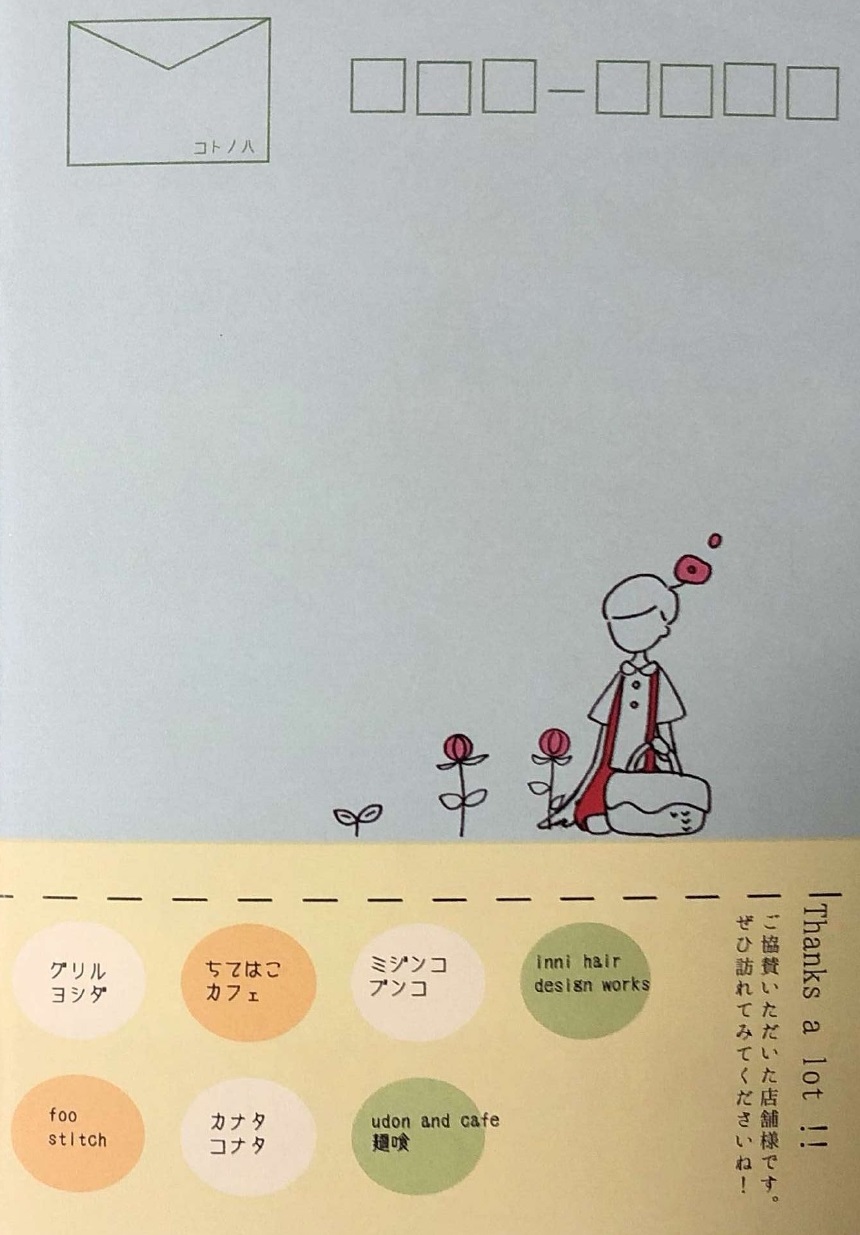 コトノハ
Thanks a lot !!
ご協賛いただいた店舗様です。
ぜひ訪れてみてくださいね！
inni hair
design works
ミジンコ
ブンコ
ちてはこ
カフェ
グリル
ヨシダ
udon and cafe
麺喰
カナタ
コナタ
foo
stitch